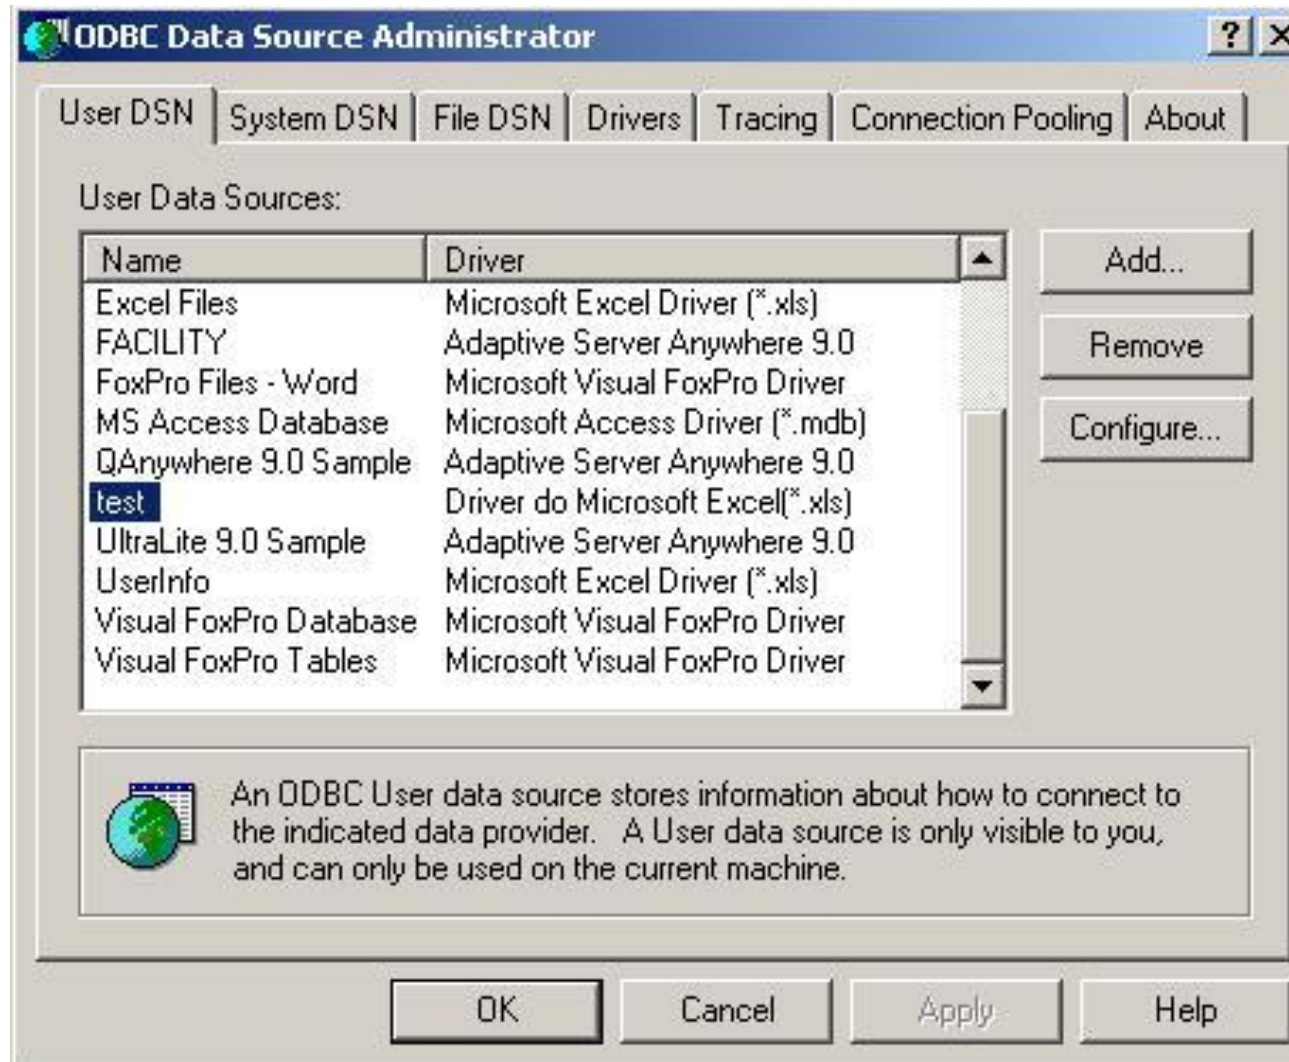 ODBC Data Source Administrator
User DSN System DSN File DSN Drivers Tracing Connection Pooling About
User Data Sources:
Name Driver
Excel Files Microsoft Excel Driver (*.xls)
FACILITY Adaptive Server Anywhere 9.0
FoxPro Files - Word Microsoft Visual FoxPro Driver
MS Access Database Microsoft Access Driver (*.mdb)
QAnywhere 9.0 Sample Adaptive Server Anywhere 9.0
test Driver do Microsoft Excel(*.xls)
UltraLite 9.0 Sample Adaptive Server Anywhere 9.0
UserInfo Microsoft Excel Driver (*.xls)
Visual FoxPro Database Microsoft Visual FoxPro Driver
Visual FoxPro Tables Microsoft Visual FoxPro Driver
Add...
Remove
Configure...
An ODBC User data source stores information about how to connect to
the indicated data provider. A User data source is only visible to you,
and can only be used on the current machine.
OK Cancel Apply Help